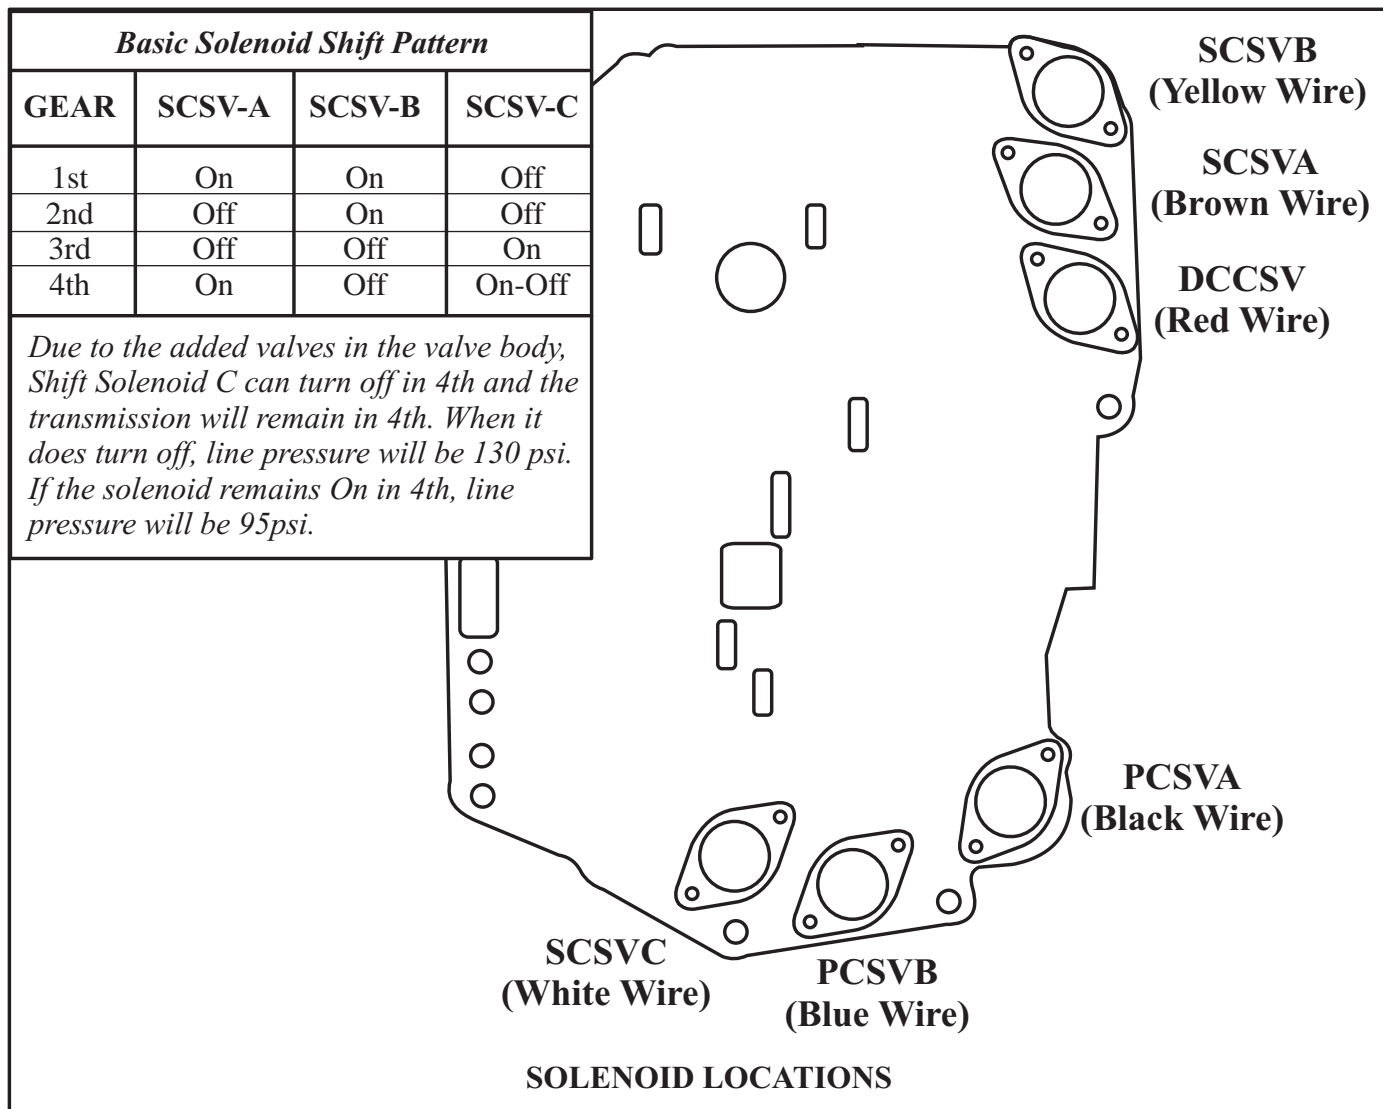 Basic Solenoid Shift Pattern
GEAR SCSV-A SCSV-B SCSV-C
1st On On Off
2nd Off On Off
3rd Off Off On
4th On Off On-Off
Due to the added valves in the valve body,
Shift Solenoid C can turn off in 4th and the
transmission will remain in 4th. When it
does turn off, line pressure will be 130 psi.
If the solenoid remains On in 4th, line
pressure will be 95psi.
SCSVB
(Yellow Wire)
SCSVA
(Brown Wire)
DCCSV
(Red Wire)
PCSVA
(Black Wire)
SCSVC
(White Wire)
PCSVB
(Blue Wire)
SOLENOID LOCATIONS